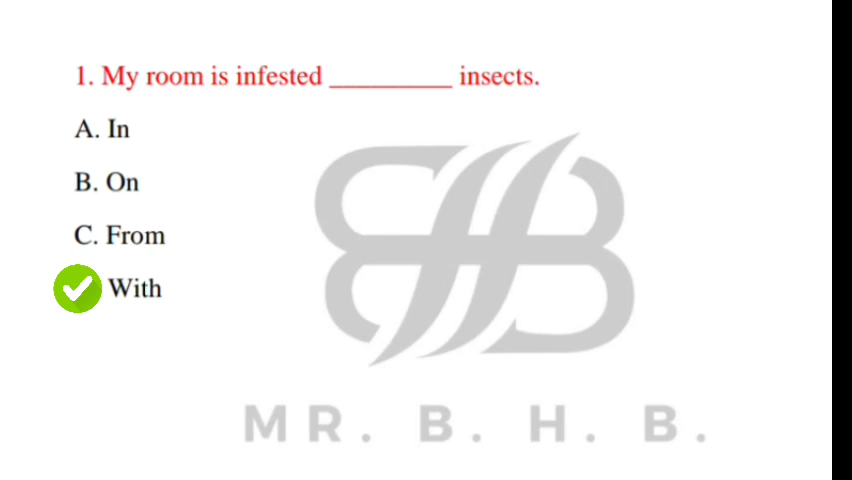 1. My room is infested _________ insects.
A. In
B. On
C. From
With
MR. B. H. B.